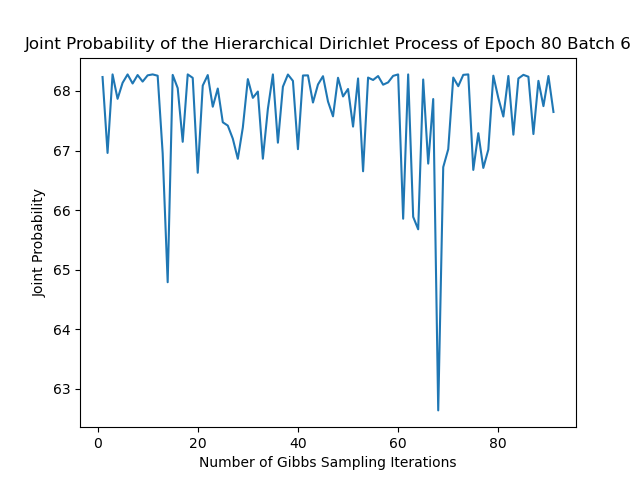 Joint Probability of the Hierarchical Dirichlet Process of Epoch 80 Batch 6
68
67
66
65
64
63
Joint Probability
0 20 40 60 80
Number of Gibbs Sampling Iterations